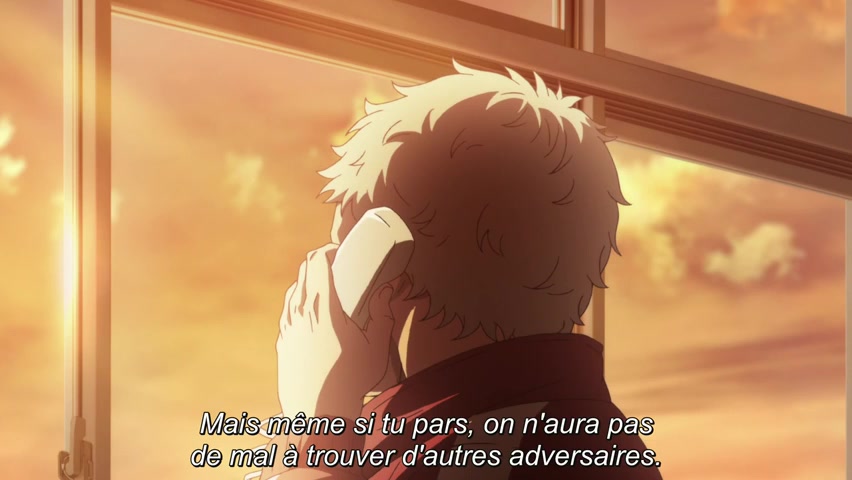 Mais même si tu pars, on n'aura pas
de mal à trouver d'autres adversaires.